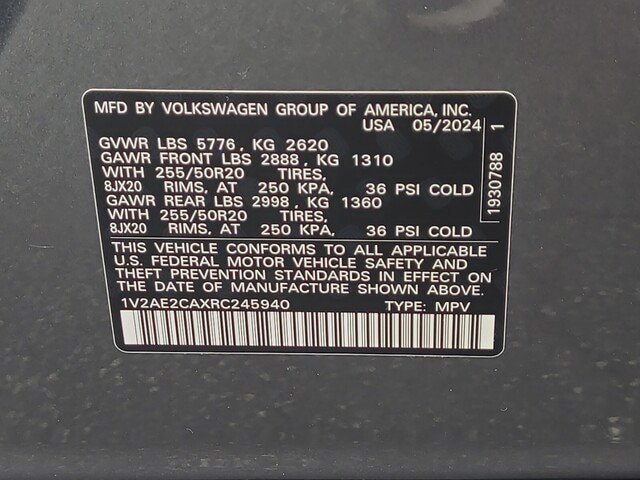 MFD BY VOLKSWAGEN GROUP OF AMERICA, INC.
USA 05/2024
GVWR LBS 5776, KG 2620
GAWR FRONT LBS 2888, KG 1310
WITH 255/50R20 TIRES,
8JX20 RIMS, AT 250 KPA, 36 PSI COLD
GAWR REAR LBS 2998, KG 1360
WITH 255/50R20 TIRES,
8JX20 RIMS, AT 250 KPA, 36 PSI COLD
THIS VEHICLE CONFORMS TO ALL APPLICABLE
U.S. FEDERAL MOTOR VEHICLE SAFETY AND
THEFT PREVENTION STANDARDS IN EFFECT ON
THE DATE OF MANUFACTURE SHOWN ABOVE.
1V2AE2CAXRC245940 TYPE: MPV
1930788 1